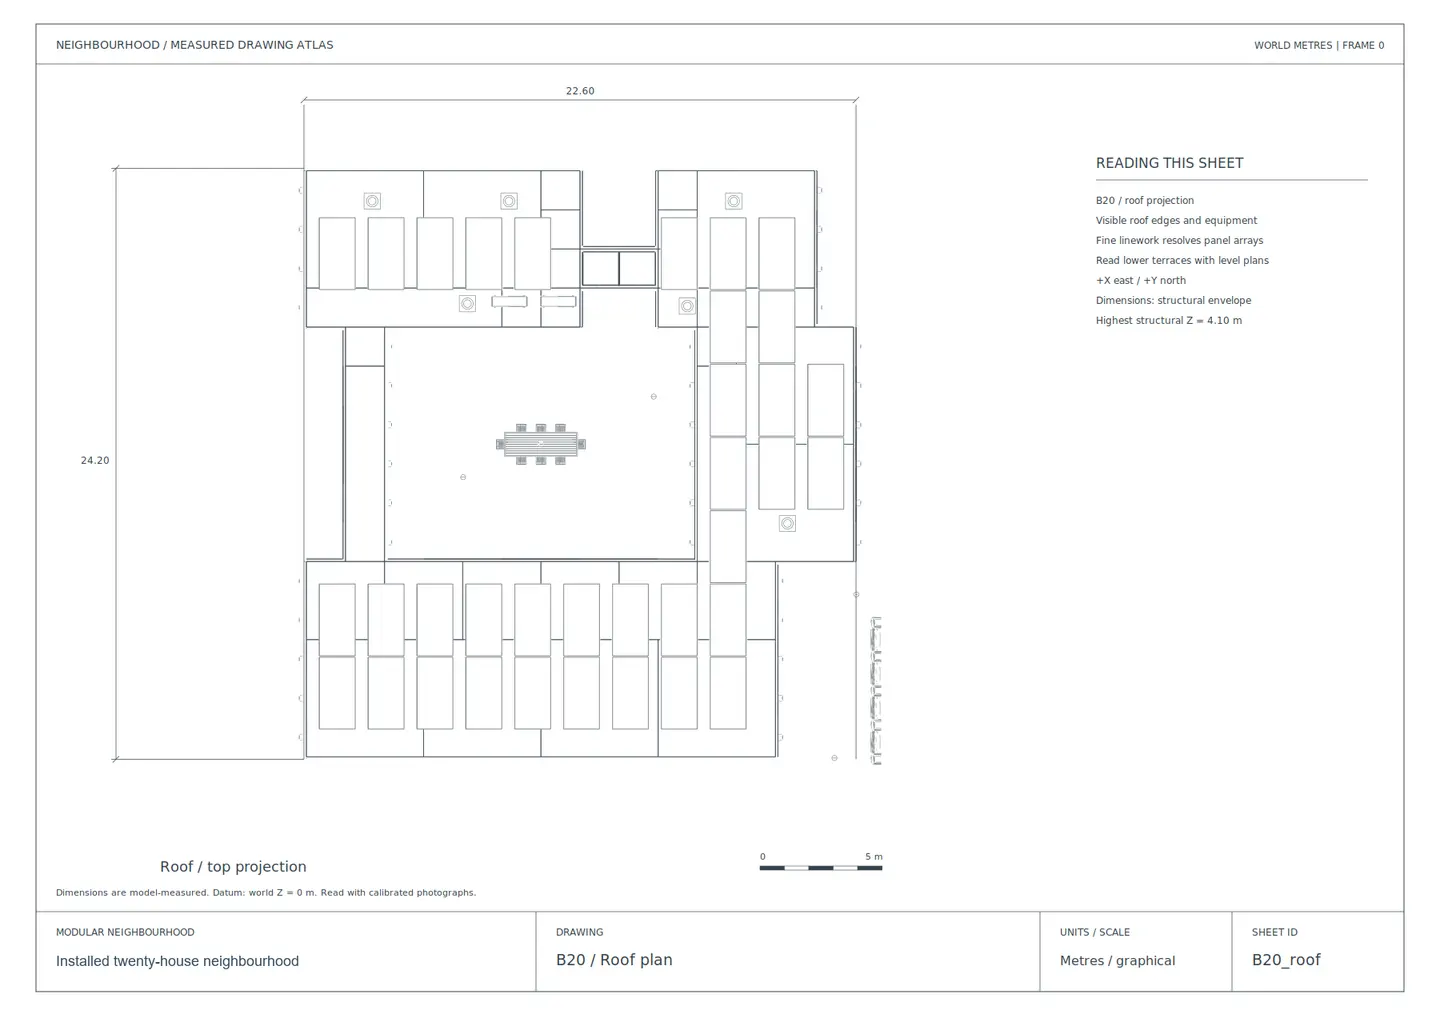 NEIGHBOURHOOD / MEASURED DRAWING ATLAS
WORLD METRES | FRAME 0
22.60
READING THIS SHEET
B20 / roof projection
Visible roof edges and equipment
Fine linework resolves panel arrays
Read lower terraces with level plans
+X east / +Y north
Dimensions: structural envelope
Highest structural Z = 4.10 m
24.20
0
5 m
Roof / top projection
Dimensions are model-measured. Datum: world Z = 0 m. Read with calibrated photographs.
MODULAR NEIGHBOURHOOD
Installed twenty-house neighbourhood
DRAWING
B20 / Roof plan
UNITS / SCALE
Metres / graphical
SHEET ID
B20_roof